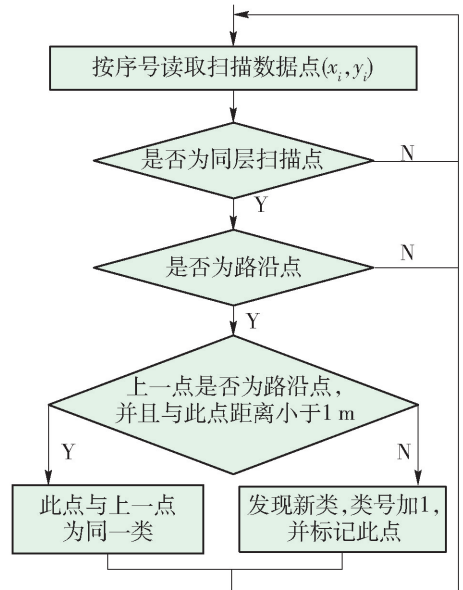 按序号读取扫描数据点(xi,yi)
是否为同层扫描点
N
Y
是否为路沿点
N
Y
上一点是否为路沿点,
并且与此点距离小于1 m
Y
N
此点与上一点
为同一类
发现新类,类号加1,
并标记此点